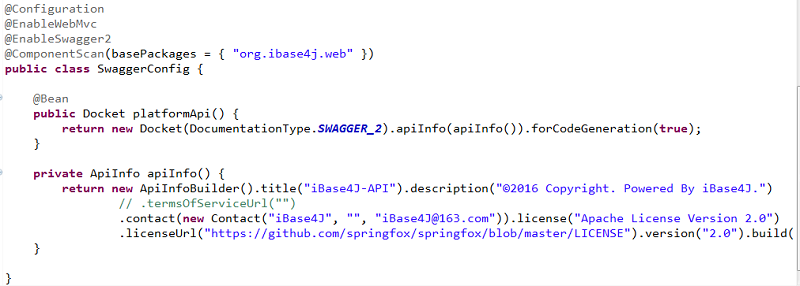 @Configuration
@EnableWebMvc
@EnableSwagger2
@ComponentScan(basePackages = { "org.ibase4j.web" })
public class SwaggerConfig {
@Bean
public Docket platformApi() {
return new Docket(DocumentationType.SWAGGER_2).apiInfo(apiInfo()).forCodeGeneration(true);
}
private ApiInfo apiInfo() {
return new ApiInfoBuilder().title("iBase4J-API").description("©2016 Copyright. Powered By iBase4J.")
// .termsOfServiceUrl("")
.contact(new Contact("iBase4J", "", "iBase4J@163.com")).license("Apache License Version 2.0")
.licenseUrl("https://github.com/springfox/springfox/blob/master/LICENSE").version("2.0").build(
}
}